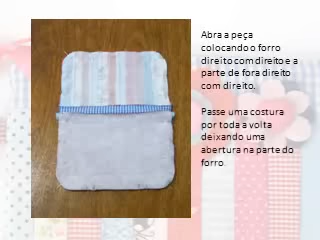 Abra a peça
colocando o forro
direito com direito e a
parte de fora direito
com direito.
Passe uma costura
por toda a volta
deixando uma
abertura na parte do
forro.